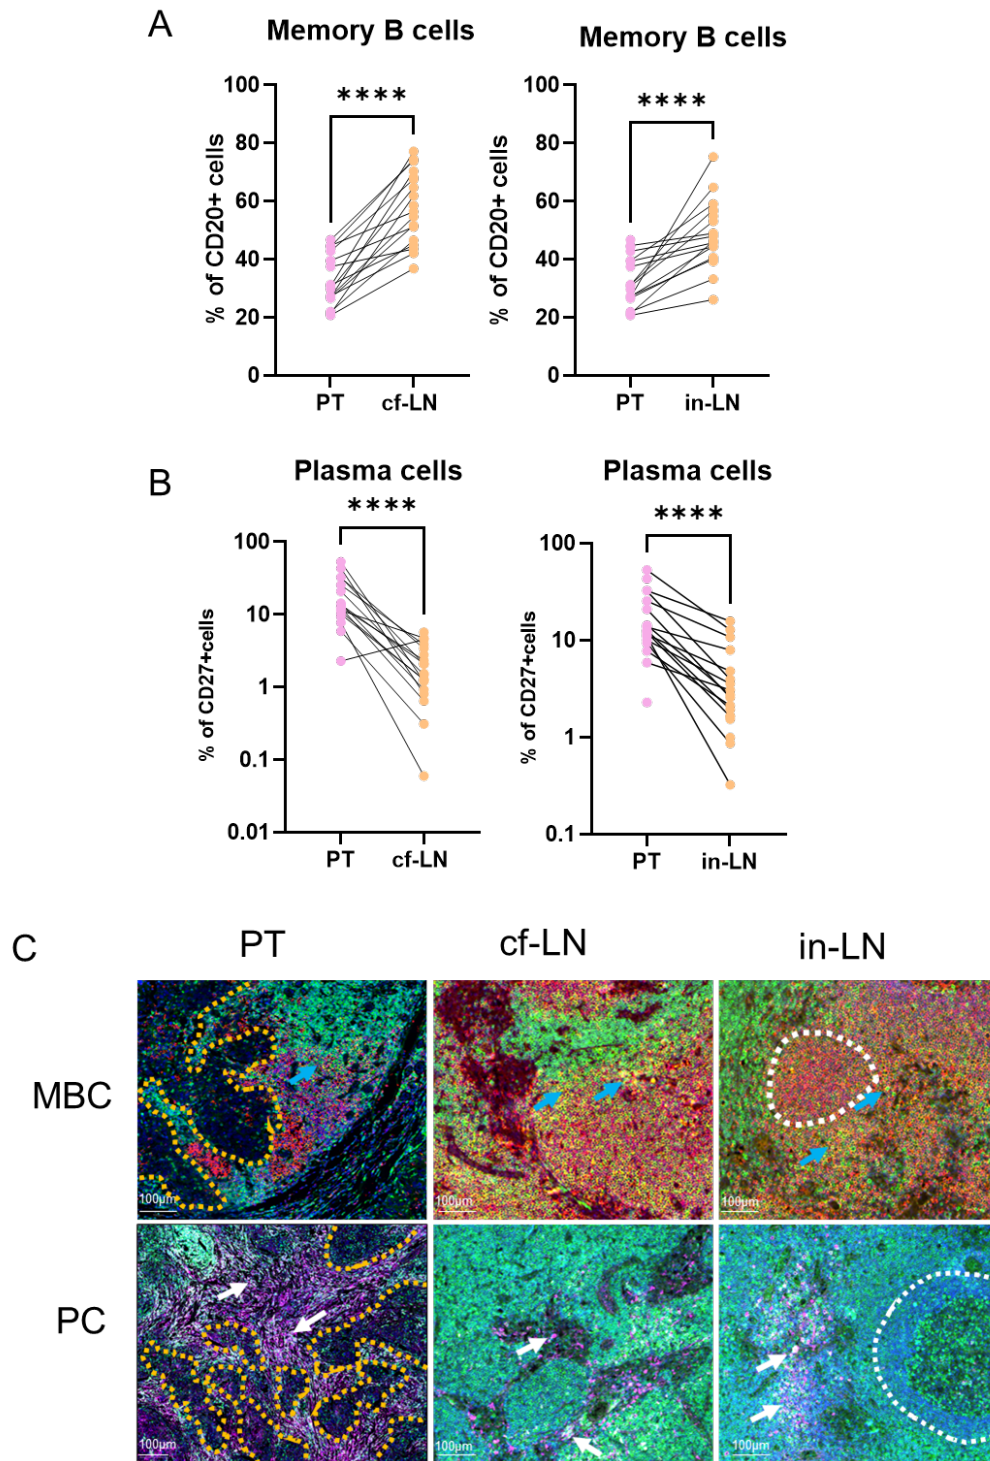 A
Memory B cells
Memory B cells
****
****
% of CD20+ cells
100
80
60
40
20
0
PT
cf-LN
% of CD20+ cells
100
80
60
40
20
0
PT
in-LN
B
Plasma cells
Plasma cells
****
****
% of CD27+cells
100
10
1
0.1
0.01
PT
cf-LN
% of CD27+cells
100
10
1
0.1
PT
in-LN
C
PT
cf-LN
in-LN
MBC
100μm
100μm
100μm
PC
100μm
100μm
100μm